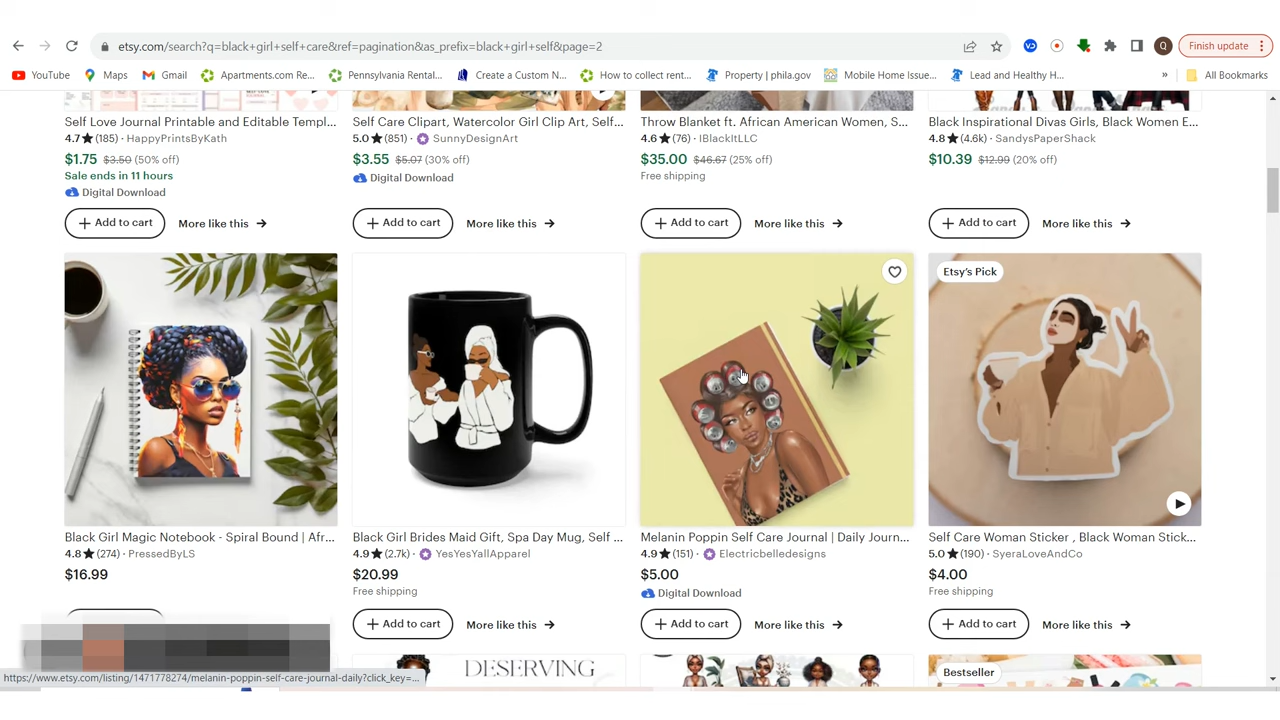 etsy.com/search?q=black+girl+self+care&ref=pagination&as_prefix=black+girl+self&page=2
Q
Finish update
YouTube
Maps
Gmail
Apartments.com Re...
Pennsylvania Rental...
Create a Custom N...
How to collect rent...
Property | phila.gov
Mobile Home Issue...
Lead and Healthy H...
»
All Bookmarks
Self Love Journal Printable and Editable Templ...
Self Care Clipart, Watercolor Girl Clip Art, Self...
Throw Blanket ft. African American Women, S...
Black Inspirational Divas Girls, Black Women E...
4.7★ (185) · HappyPrintsByKath
5.0★ (851) · SunnyDesignArt
4.6★ (76) · IBlackItLLC
4.8★ (4.6k) · SandysPaperShack
$1.75 $3.50 (50% off)
$3.55 $5.07 (30% off)
$35.00 $46.67 (25% off)
$10.39 $12.99 (20% off)
Sale ends in 11 hours
Digital Download
Free shipping
Digital Download
+ Add to cart More like this →
+ Add to cart More like this →
+ Add to cart More like this →
+ Add to cart More like this →
Etsy's Pick
Black Girl Magic Notebook - Spiral Bound | Afr...
Black Girl Brides Maid Gift, Spa Day Mug, Self ...
Melanin Poppin Self Care Journal | Daily Journ...
Self Care Woman Sticker , Black Woman Stick...
4.8★ (274) · PressedByLS
4.9★ (2.7k) · YesYesYallApparel
4.9★ (151) · Electricbelledesigns
5.0★ (190) · SyeraLoveAndCo
$16.99
$20.99
$5.00
$4.00
Free shipping
Digital Download
Free shipping
+ Add to cart More like this →
+ Add to cart More like this →
+ Add to cart More like this →
DESERVING
Bestseller
https://www.etsy.com/listing/1471778274/melanin-poppin-self-care-journal-daily?click_key=...